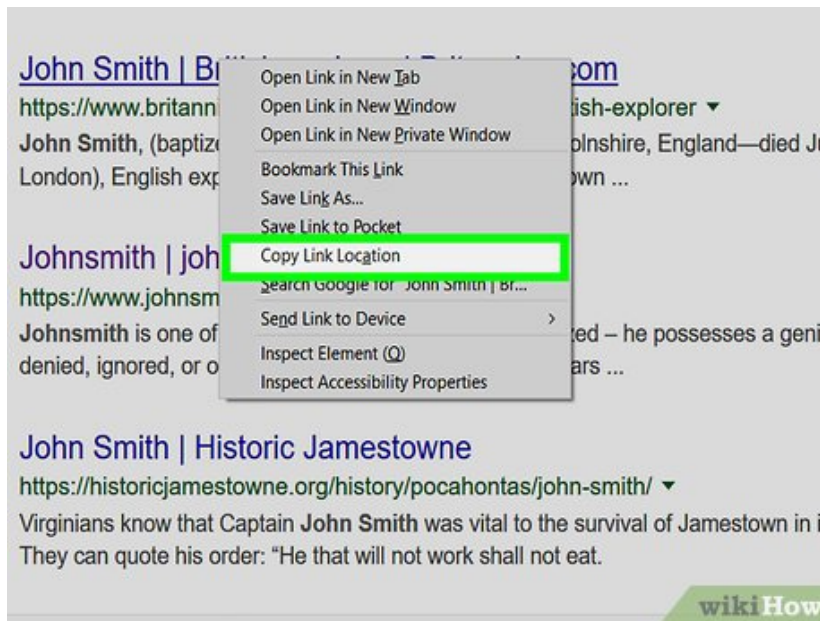 John Smith | Br
com
https://www.britanni
ish-explorer
John Smith, (baptize
olnshire, England—died Ju
London), English exp
own ...
Open Link in New Tab
Open Link in New Window
Open Link in New Private Window
Bookmark This Link
Save Link As...
Save Link to Pocket
Copy Link Location
Search Google for "John Smith | Br...
Send Link to Device
Inspect Element (Q)
Inspect Accessibility Properties
Johnsmith | joh
https://www.johnsm
Johnsmith is one of
zed – he possesses a geni
denied, ignored, or o
ars ...
John Smith | Historic Jamestowne
https://historicjamestowne.org/history/pocahontas/john-smith/
Virginians know that Captain John Smith was vital to the survival of Jamestown in i
They can quote his order: “He that will not work shall not eat.
wikiHow